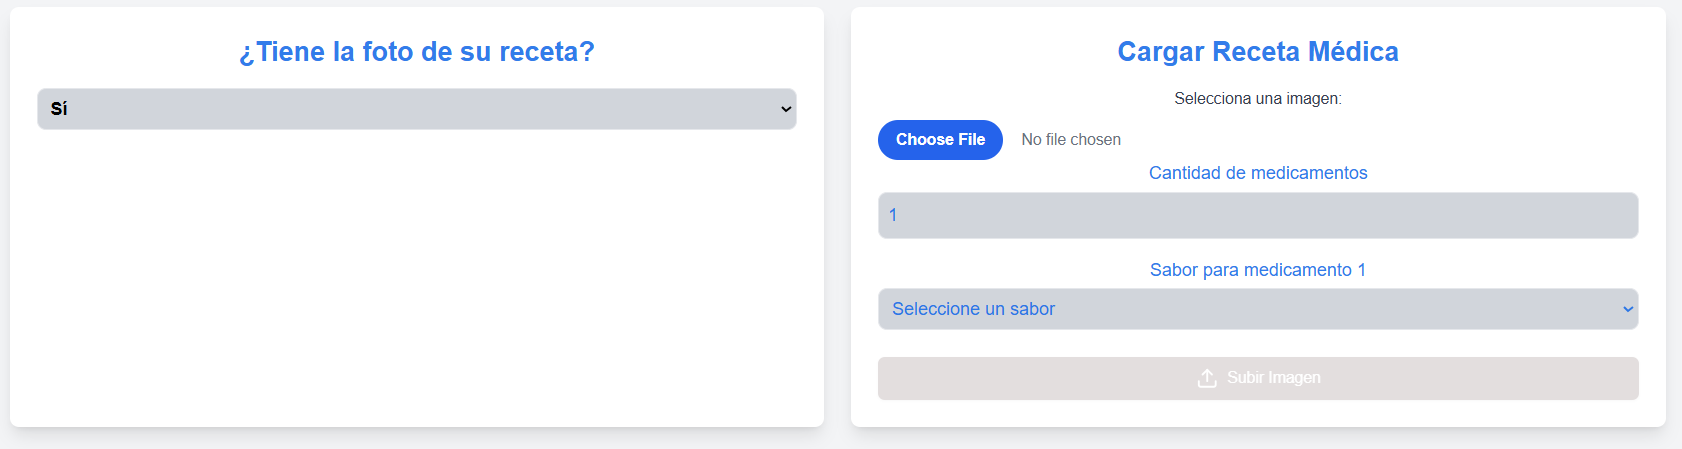 ¿Tiene la foto de su receta?
Sí
Cargar Receta Médica
Selecciona una imagen:
Choose File No file chosen
Cantidad de medicamentos
1
Sabor para medicamento 1
Seleccione un sabor
Subir Imagen